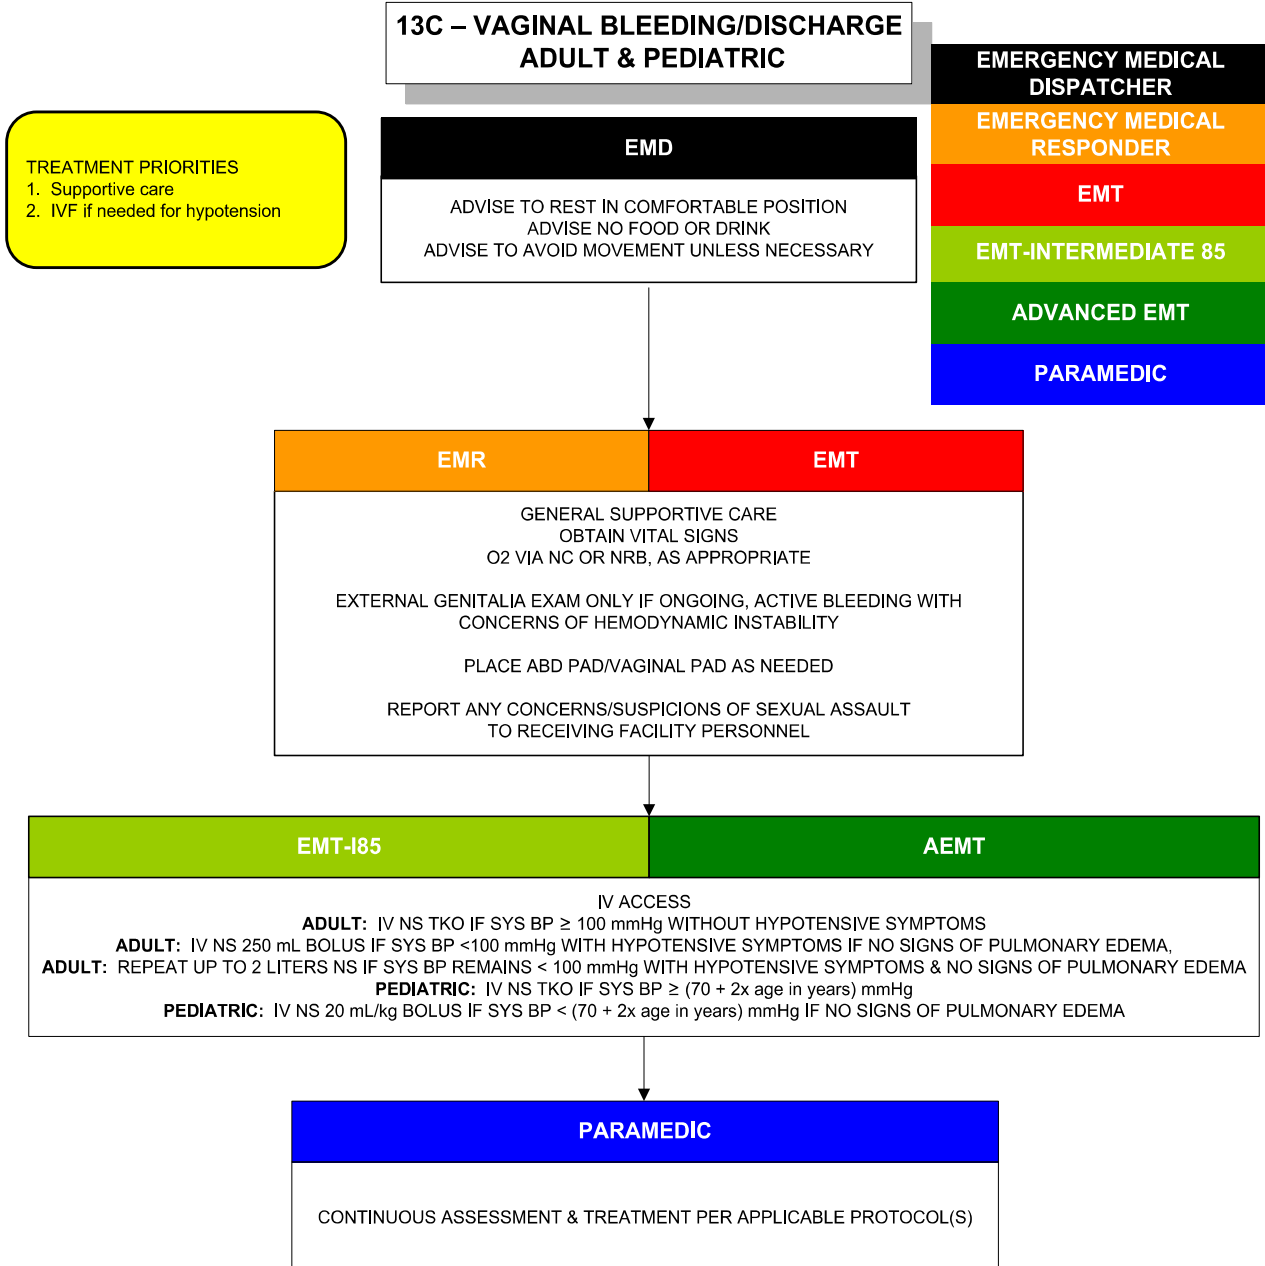 13C – VAGINAL BLEEDING/DISCHARGE
ADULT & PEDIATRIC
EMERGENCY MEDICAL
DISPATCHER
EMERGENCY MEDICAL
RESPONDER
EMT
EMT-INTERMEDIATE 85
ADVANCED EMT
PARAMEDIC
TREATMENT PRIORITIES
1. Supportive care
2. IVF if needed for hypotension
EMD
ADVISE TO REST IN COMFORTABLE POSITION
ADVISE NO FOOD OR DRINK
ADVISE TO AVOID MOVEMENT UNLESS NECESSARY
EMR
EMT
GENERAL SUPPORTIVE CARE
OBTAIN VITAL SIGNS
O2 VIA NC OR NRB, AS APPROPRIATE
EXTERNAL GENITALIA EXAM ONLY IF ONGOING, ACTIVE BLEEDING WITH
CONCERNS OF HEMODYNAMIC INSTABILITY
PLACE ABD PAD/VAGINAL PAD AS NEEDED
REPORT ANY CONCERNS/SUSPICIONS OF SEXUAL ASSAULT
TO RECEIVING FACILITY PERSONNEL
EMT-I85
AEMT
IV ACCESS
ADULT: IV NS TKO IF SYS BP ≥ 100 mmHg WITHOUT HYPOTENSIVE SYMPTOMS
ADULT: IV NS 250 mL BOLUS IF SYS BP <100 mmHg WITH HYPOTENSIVE SYMPTOMS IF NO SIGNS OF PULMONARY EDEMA,
ADULT: REPEAT UP TO 2 LITERS NS IF SYS BP REMAINS < 100 mmHg WITH HYPOTENSIVE SYMPTOMS & NO SIGNS OF PULMONARY EDEMA
PEDIATRIC: IV NS TKO IF SYS BP ≥ (70 + 2x age in years) mmHg
PEDIATRIC: IV NS 20 mL/kg BOLUS IF SYS BP < (70 + 2x age in years) mmHg IF NO SIGNS OF PULMONARY EDEMA
PARAMEDIC
CONTINUOUS ASSESSMENT & TREATMENT PER APPLICABLE PROTOCOL(S)